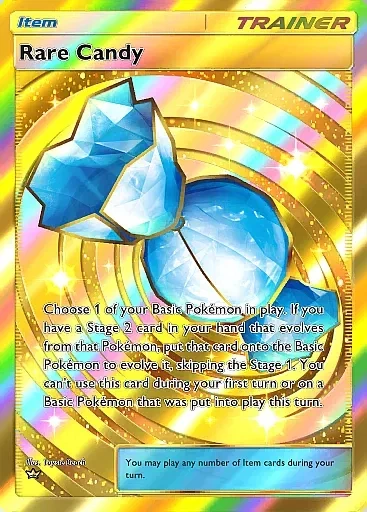 Item
TRAINER
Rare Candy
Choose 1 of your Basic Pokémon in play. If you
have a Stage 2 card in your hand that evolves
from that Pokémon, put that card onto the Basic
Pokémon to evolve it, skipping the Stage 1. You
can't use this card during your first turn or on a
Basic Pokémon that was put into play this turn.
You may play any number of Item cards during your
turn.